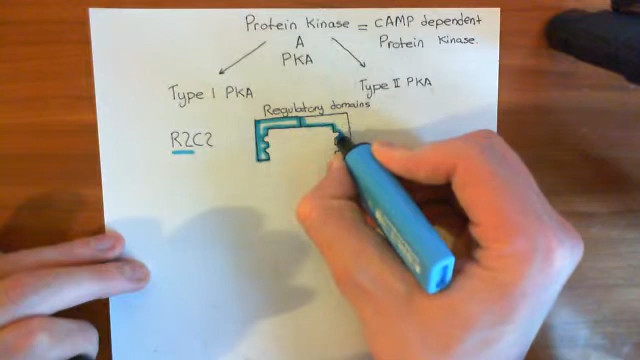 Protein Kinase = cAMP dependent
A Protein Kinase.
PKA
Type I PKA
Type II PKA
Regulatory domains
R2C2